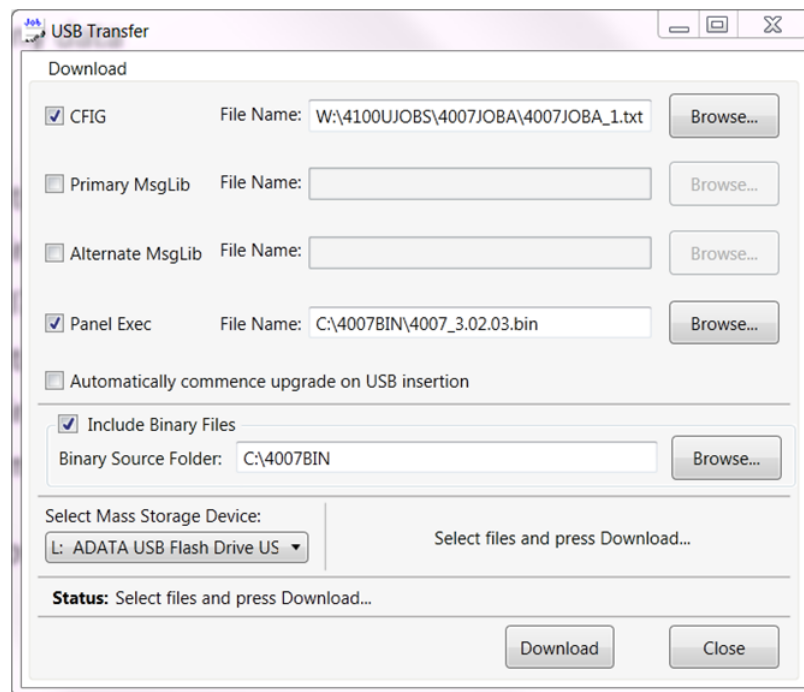 Job
USB Transfer
Download
CFIG File Name: W:\4100UJOBS\4007JOBA\4007JOBA_1.txt Browse...
Primary MsgLib File Name: Browse...
Alternate MsgLib File Name: Browse...
Panel Exec File Name: C:\4007BIN\4007_3.02.03.bin Browse...
Automatically commence upgrade on USB insertion
Include Binary Files
Binary Source Folder: C:\4007BIN Browse...
Select Mass Storage Device:
L: ADATA USB Flash Drive US
Select files and press Download...
Status: Select files and press Download...
Download Close